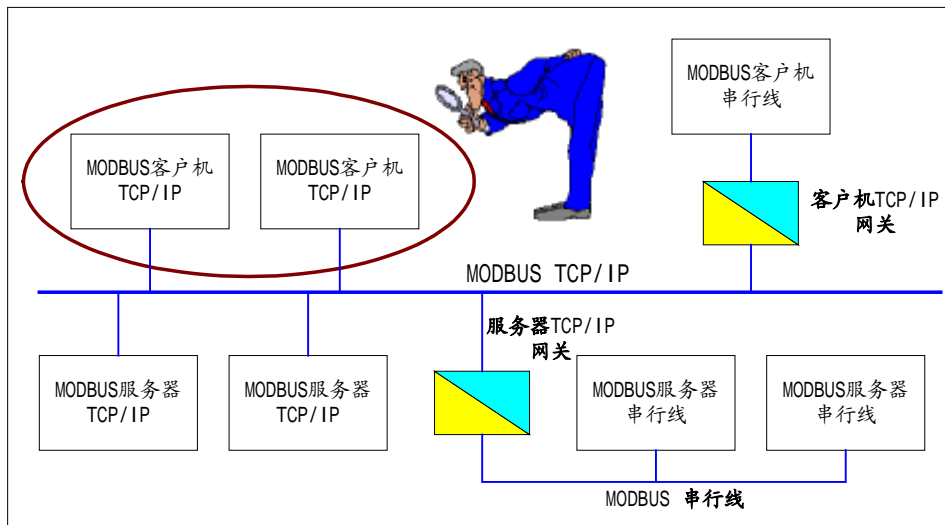 MODBUS客户机
串行线
MODBUS客户机
TCP/IP
MODBUS客户机
TCP/IP
客户机TCP/IP
网关
MODBUS TCP/IP
服务器TCP/IP
网关
MODBUS服务器
TCP/IP
MODBUS服务器
TCP/IP
MODBUS服务器
串行线
MODBUS服务器
串行线
MODBUS 串行线